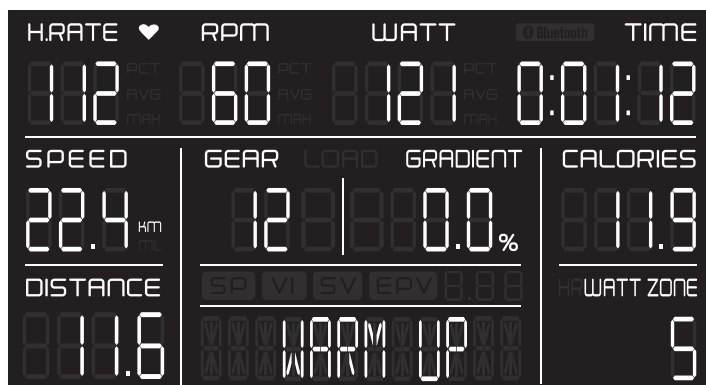 H.RATE RPM WATT Bluetooth TIME
PCT PCT PCT
112 AVG 60 AVG 121 AVG 0:01:12
MAX MAX MAX
SPEED GEAR LOAD GRADIENT CALORIES
22.4 KM 12 0.0% 11.9
ML
DISTANCE SP VI SV EPV 8.88 HR WATT ZONE
11.6 WARM UP 5